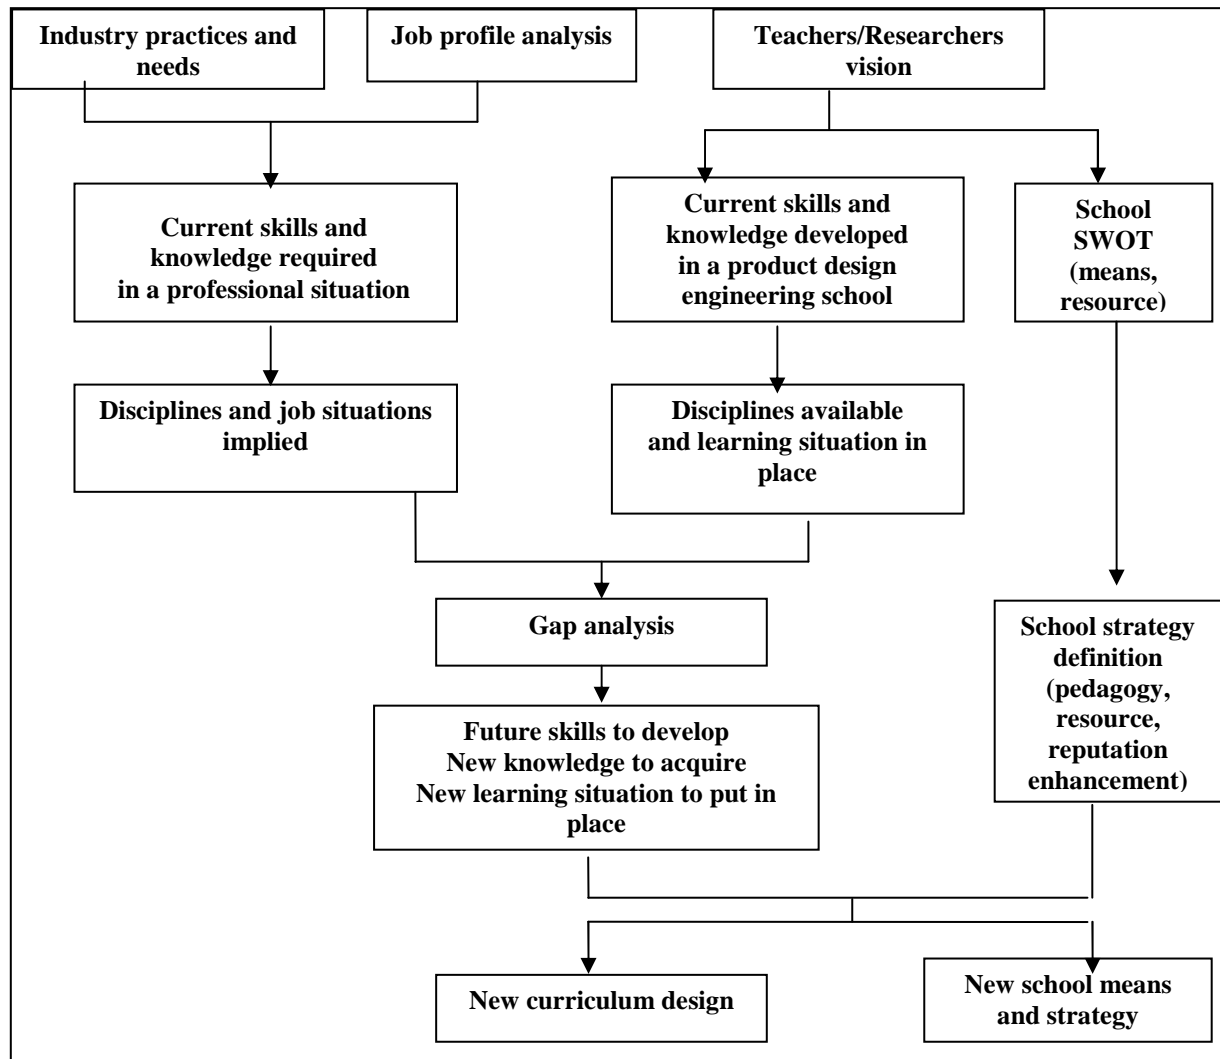 Industry practices and
needs
Job profile analysis
Teachers/Researchers
vision
Current skills and
knowledge required
in a professional situation
Current skills and
knowledge developed
in a product design
engineering school
School
SWOT
(means,
resource)
Disciplines and job situations
implied
Disciplines available
and learning situation in
place
Gap analysis
School strategy
definition
(pedagogy,
resource,
reputation
enhancement)
Future skills to develop
New knowledge to acquire
New learning situation to put in
place
New curriculum design
New school means
and strategy